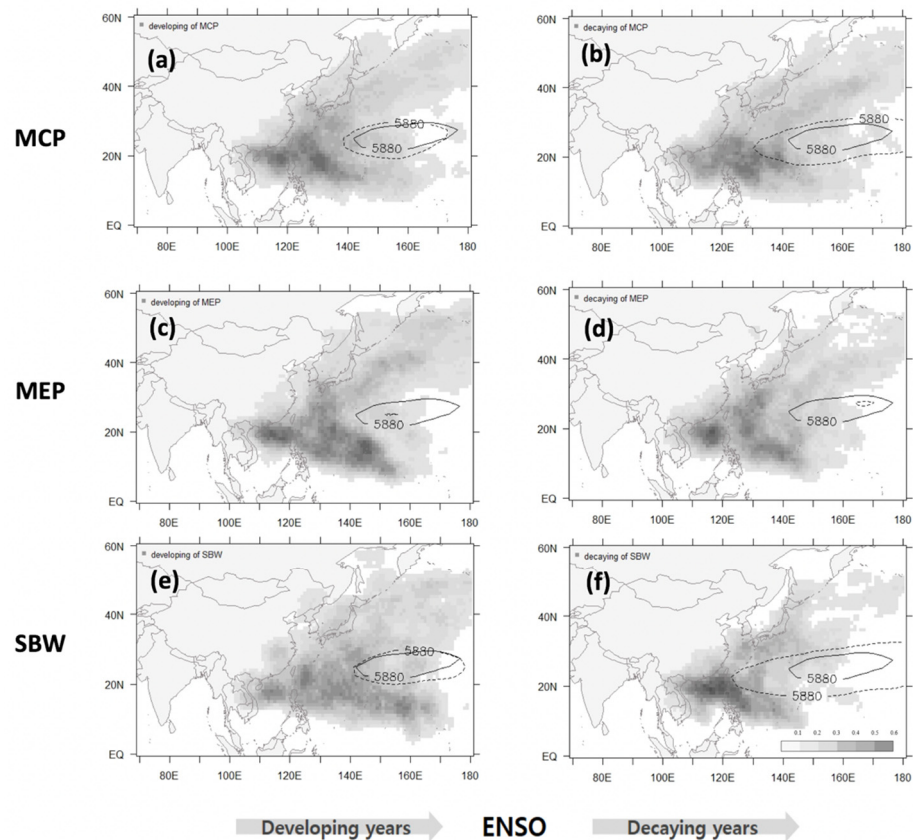 developing of MCP
decaying of MCP
60N
60N
(a)
(b)
40N
40N
MCP
5880
5880
5880
5880
20N
20N
EQ
EQ
80E 100E 120E 140E 160E 180
80E 100E 120E 140E 160E 180
developing of MEP
decaying of MEP
60N
60N
(c)
(d)
40N
40N
MEP
5880
5880
20N
20N
EQ
EQ
80E 100E 120E 140E 160E 180
80E 100E 120E 140E 160E 180
developing of SBW
decaying of SBW
60N
60N
(e)
(f)
40N
40N
SBW
5880
5880
5880
5880
20N
20N
0.1 0.2 0.3 0.4 0.5 0.6
EQ
EQ
80E 100E 120E 140E 160E 180
80E 100E 120E 140E 160E 180
Developing years ENSO Decaying years